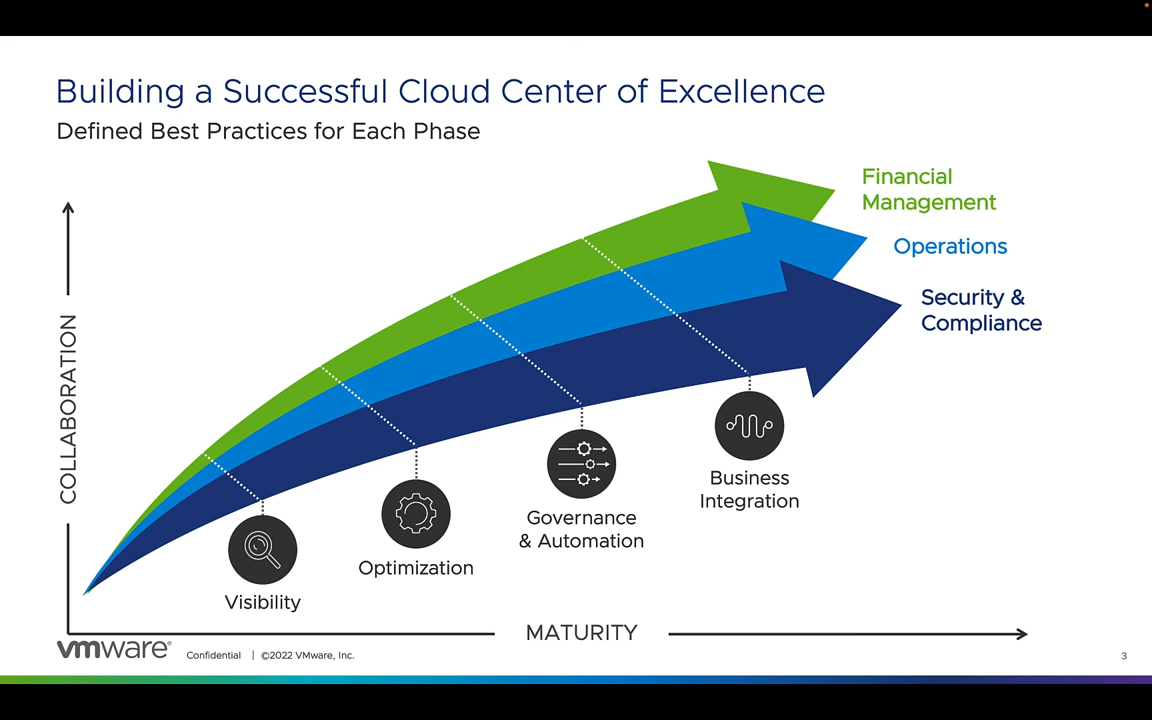 Building a Successful Cloud Center of Excellence
Defined Best Practices for Each Phase
Financial
Management
Operations
Security &
Compliance
COLLABORATION
Business
Integration
Governance
& Automation
Optimization
Visibility
MATURITY
vmware®
Confidential | ©2022 VMware, Inc.
3